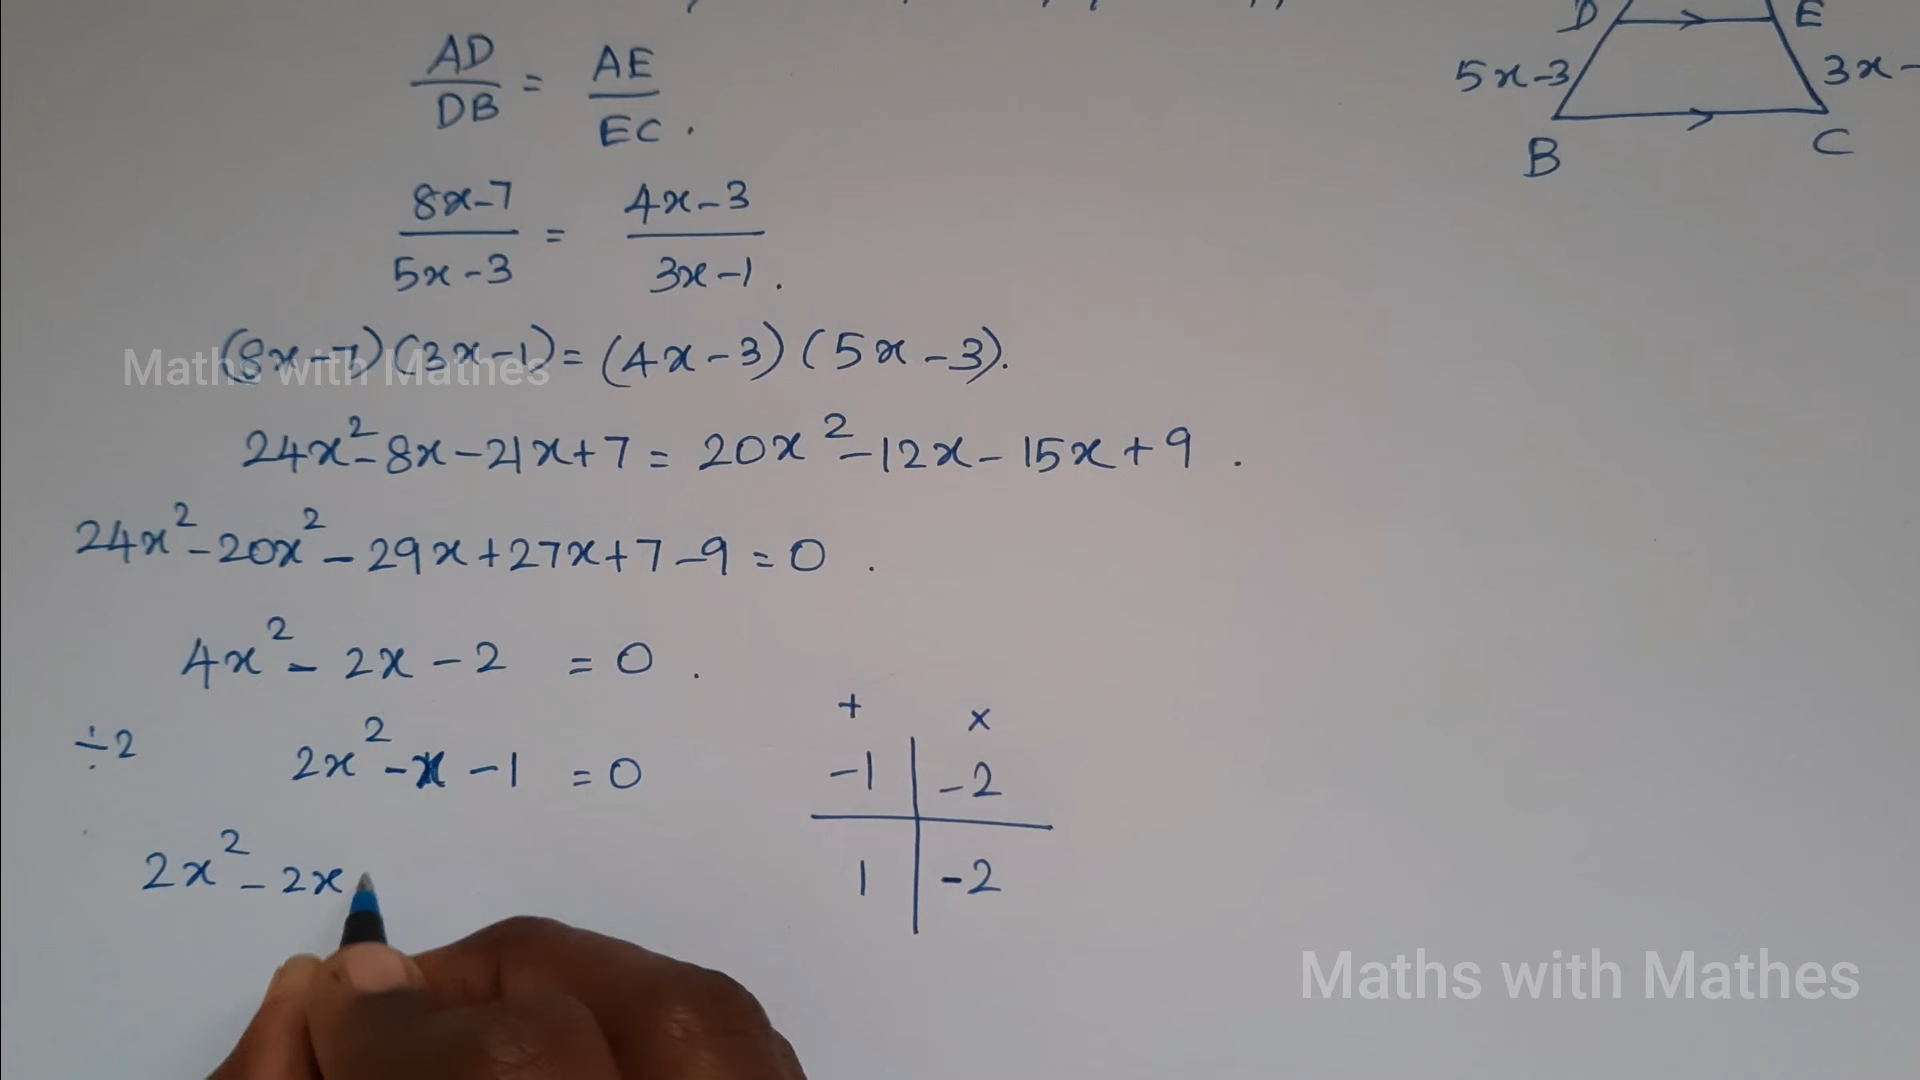 AD/DB = AE/EC.
(8x-7)/(5x-3) = (4x-3)/(3x-1).
(8x-7)(3x-1)=(4x-3)(5x-3).
24x²-8x-21x+7=20x²-12x-15x+9.
24x²-20x²-29x+27x+7-9=0.
4x²-2x-2=0.
÷2 2x²-x-1=0
2x²-2x
+ x
-1 -2
1 -2
D E
5x-3 3x-
B C
Maths with Mathes
Maths with Mathes